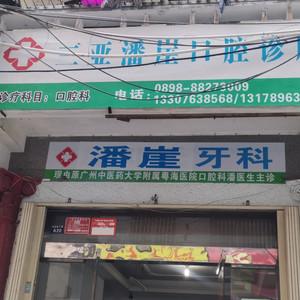 三亚潘崖口腔诊
诊疗科目：口腔科
电话：
0898-88273009
13307638568/13178963
潘崖 牙科
原广州中医药大学附属粤海医院口腔科潘医生主诊